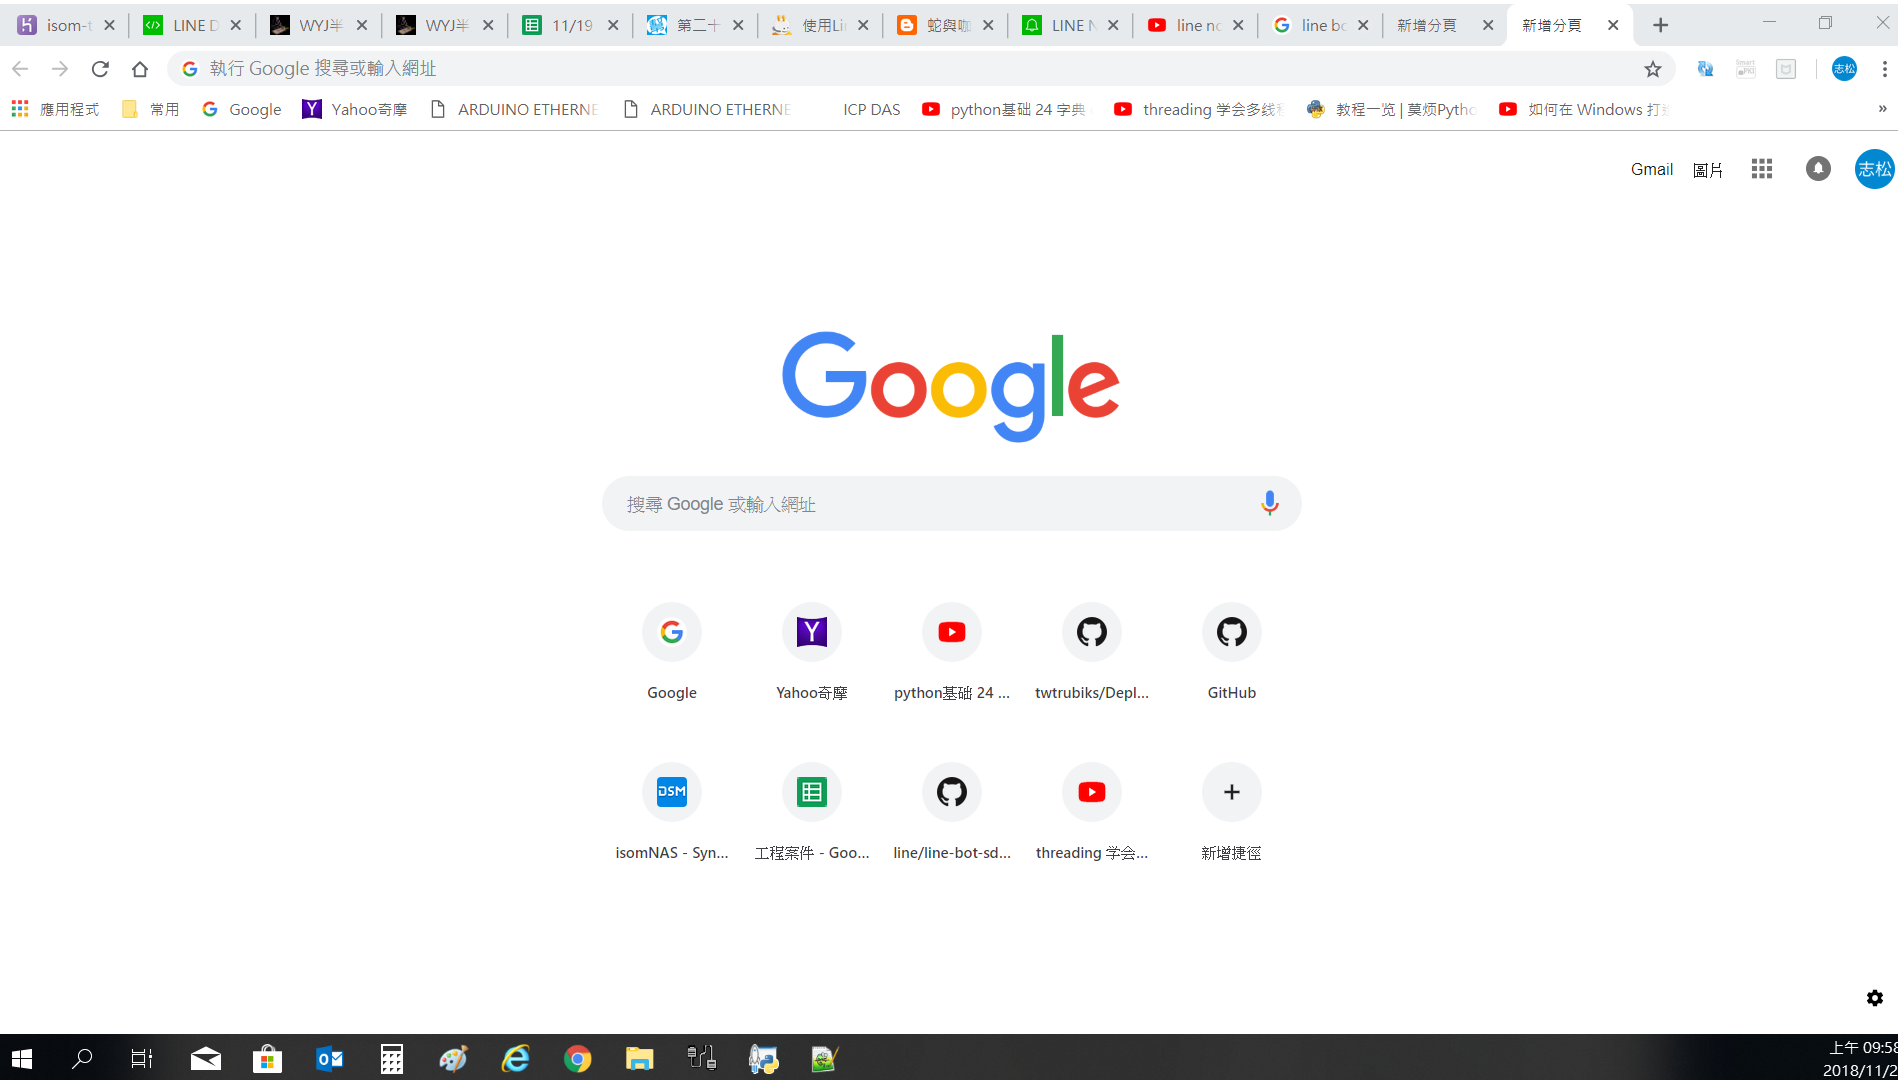 isom-t
LINE D
WYJ半
WYJ半
11/19
第二十
使用Lin
蛇與咖
LINE N
line no
line bo
新增分頁
新增分頁
執行 Google 搜尋或輸入網址
志松
應用程式
常用
Google
Yahoo奇摩
ARDUINO ETHERNE
ARDUINO ETHERNE
ICP DAS
python基础 24 字典
threading 学会多线程
教程一览 | 莫烦Pytho
如何在 Windows 打
Gmail
圖片
志松
Google
搜尋 Google 或輸入網址
Google
Yahoo奇摩
python基础 24 ...
twtrubiks/Depl...
GitHub
DSM
isomNAS - Syn...
工程案件 - Goo...
line/line-bot-sd...
threading 学会...
新增捷徑
上午 09:58
2018/11/2